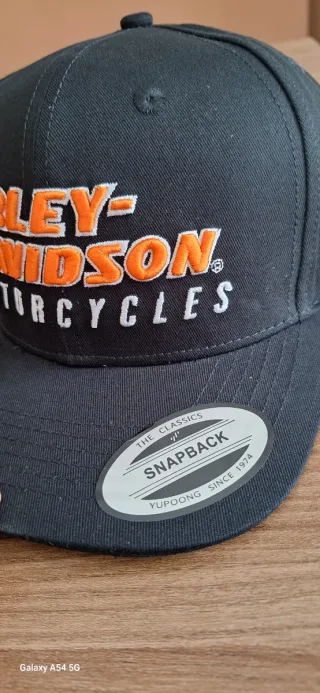 RLEY-
VIDSON®
TORCYCLES
THE CLASSICS
SNAPBACK
YUPOONG SINCE 1974
Galaxy A54 5G